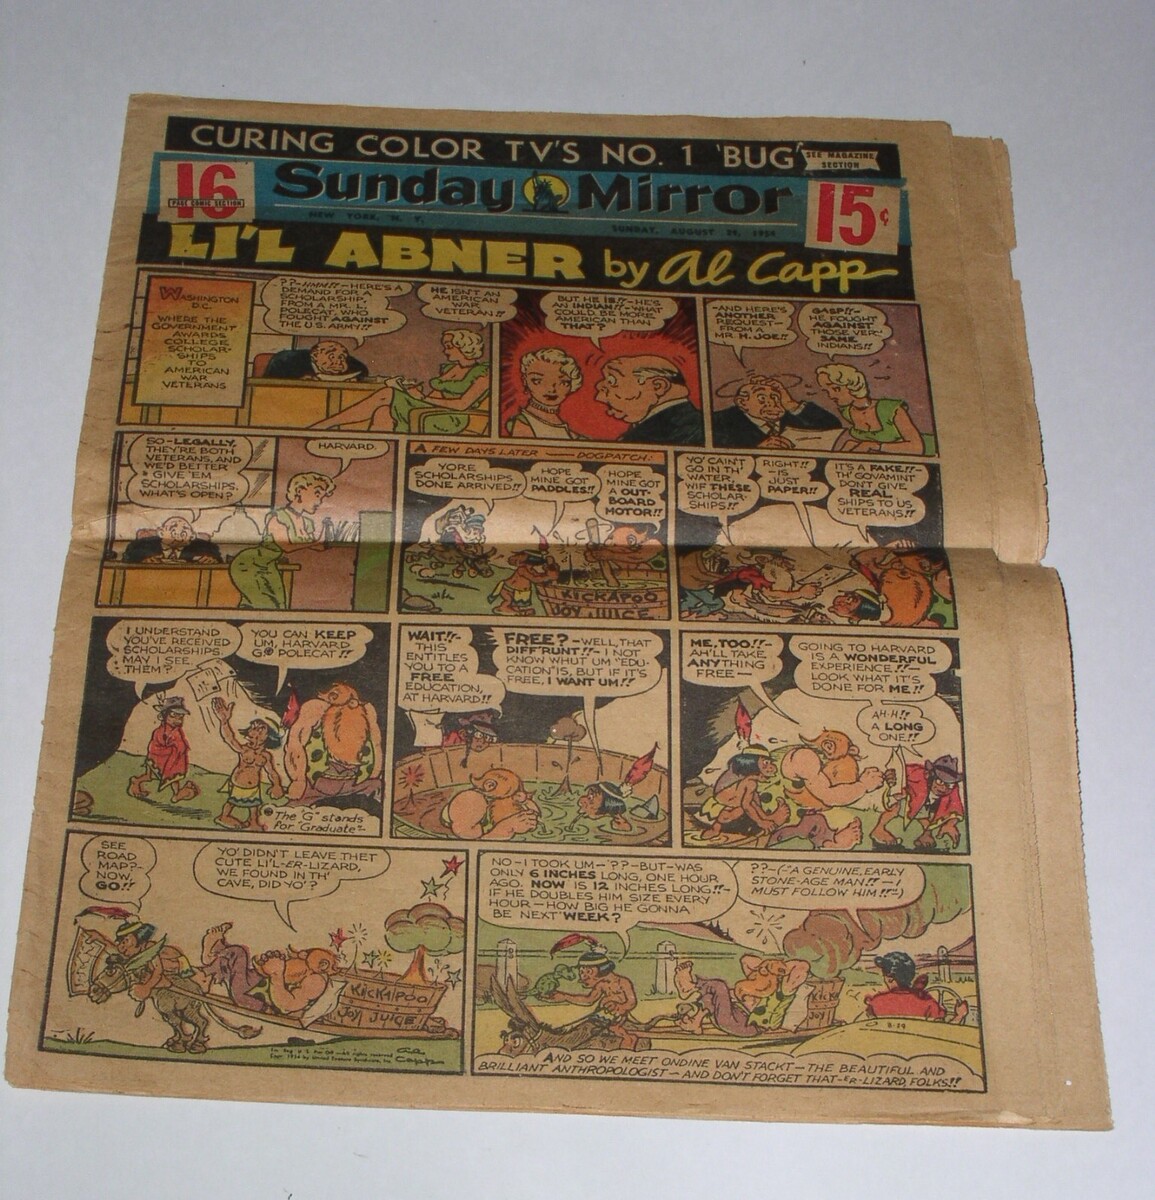 CURING COLOR TV'S NO. 1 'BUG'
SEE MAGAZINE
SECTION
16
PAGE COMIC SECTION
Sunday Mirror
15¢
NEW YORK, N. Y.
SUNDAY, AUGUST 29, 1954
LI'L ABNER by Al Capp
WASHINGTON
D.C.
WHERE THE
GOVERNMENT
AWARDS
COLLEGE
SCHOLAR-
SHIPS
TO
AMERICAN
WAR
VETERANS
??-HMM!!-HERE'S A
DEMAND FOR A
SCHOLARSHIP,
FROM A MR. L.
POLECAT, WHO
FOUGHT AGAINST
THE U.S. ARMY!!
HE ISN'T AN
AMERICAN
WAR
VETERAN!!
BUT HE IS!!-HE'S
AN INDIAN!!-WHAT
COULD BE MORE
AMERICAN THAN
THAT?
-AND HERE'S
ANOTHER
REQUEST-
FROM A
MR. H. JOE!!
GASP!!-
HE FOUGHT
AGAINST
THOSE VERY
SAME
INDIANS!!
SO-LEGALLY,
THEY'RE BOTH
VETERANS, AND
WE'D BETTER
GIVE 'EM
SCHOLARSHIPS.
WHAT'S OPEN?
HARVARD.
A FEW DAYS LATER — DOGPATCH:
YORE
SCHOLARSHIPS
DONE ARRIVED!!
HOPE
MINE GOT
PADDLES!!
HOPE
MINE GOT
A OUT-
BOARD
MOTOR!!
KICKAPOO
JOY JUICE
YO' CAIN'T
GO IN TH'
WATER,
WIF THESE
SCHOLAR-
SHIPS!!
RIGHT!!
-IS
JUST
PAPER!!
IT'S A FAKE!!-
TH' GOVAMINT
DON'T GIVE
REAL
SHIPS TO US
VETERANS!!
I UNDERSTAND
YOU'VE RECEIVED
SCHOLARSHIPS.
MAY I SEE
THEM?
YOU CAN KEEP
UM, HARVARD
G POLECAT!!
The "G" stands
for "Graduate"-
WAIT!!-
THIS
ENTITLES
YOU TO A
FREE
EDUCATION,
AT HARVARD!!
FREE?-WELL, THAT
DIFF'RUNT!!-I NOT
KNOW WHUT UM "EDU-
CATION" IS, BUT IF IT'S
FREE, I WANT UM!!
ME, TOO!!-
AH'LL TAKE
ANYTHING
FREE—
GOING TO HARVARD
IS A WONDERFUL
EXPERIENCE!!-
LOOK WHAT IT'S
DONE FOR ME!!
AH-H!!
A LONG
ONE!!
SEE
ROAD
MAP?-
NOW,
GO!!
YO' DIDN'T LEAVE THET
CUTE LI'L-ER-LIZARD,
WE FOUND IN TH'
CAVE, DID YO'?
KICKAPOO
JOY JUICE
Al
Capp
NO-I TOOK UM-'??-BUT-WAS
ONLY 6 INCHES LONG, ONE HOUR
AGO. NOW IS 12 INCHES LONG!!-
IF HE DOUBLES HIM SIZE EVERY
HOUR-HOW BIG HE GONNA
BE NEXT WEEK?
??-("A GENUINE, EARLY
STONE-AGE MAN!!-I
MUST FOLLOW HIM!!"-)
KICK
JOY
8-29
AND SO WE MEET ONDINE VAN STACKT-THE BEAUTIFUL AND
BRILLIANT ANTHROPOLOGIST-AND DON'T FORGET THAT-ER-LIZARD, FOLKS!!